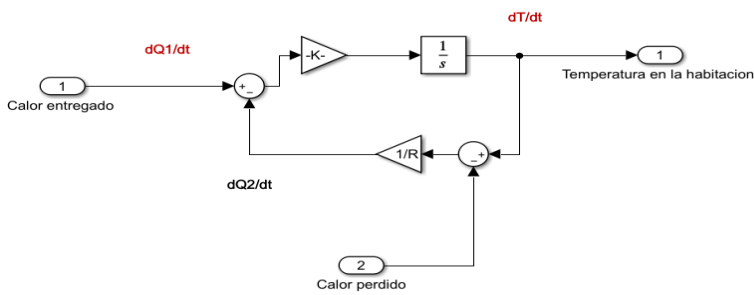 dT/dt
dQ1/dt
1
Calor entregado
+
_
-K-
1
s
1
Temperatura en la habitacion
1/R
_
+
dQ2/dt
2
Calor perdido